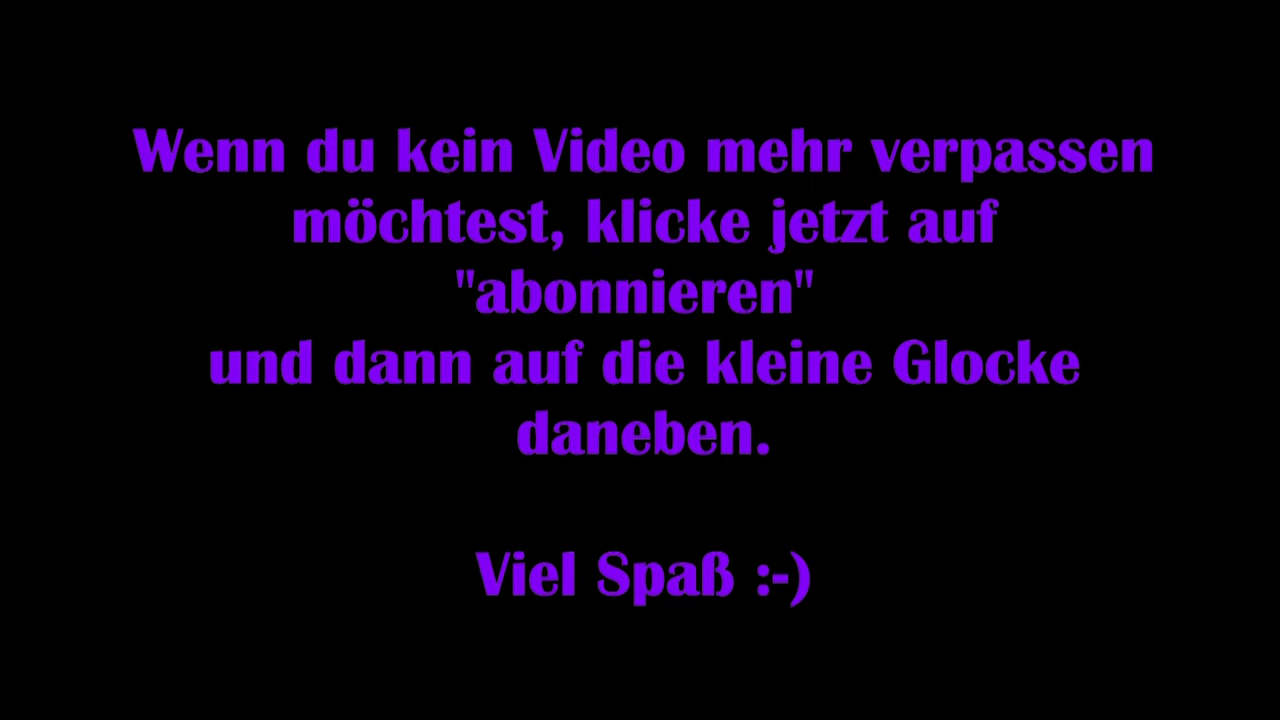 Wenn du kein Video mehr verpassen
möchtest, klicke jetzt auf
"abonnieren"
und dann auf die kleine Glocke
daneben.
Viel Spaß :-)